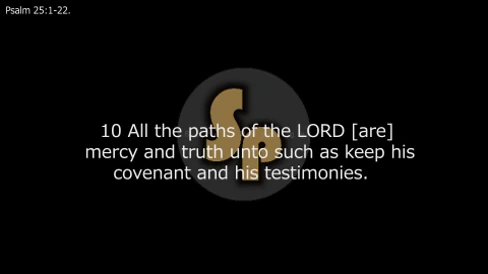 Psalm 25:1-22.
Sp
10 All the paths of the LORD [are]
mercy and truth unto such as keep his
covenant and his testimonies.